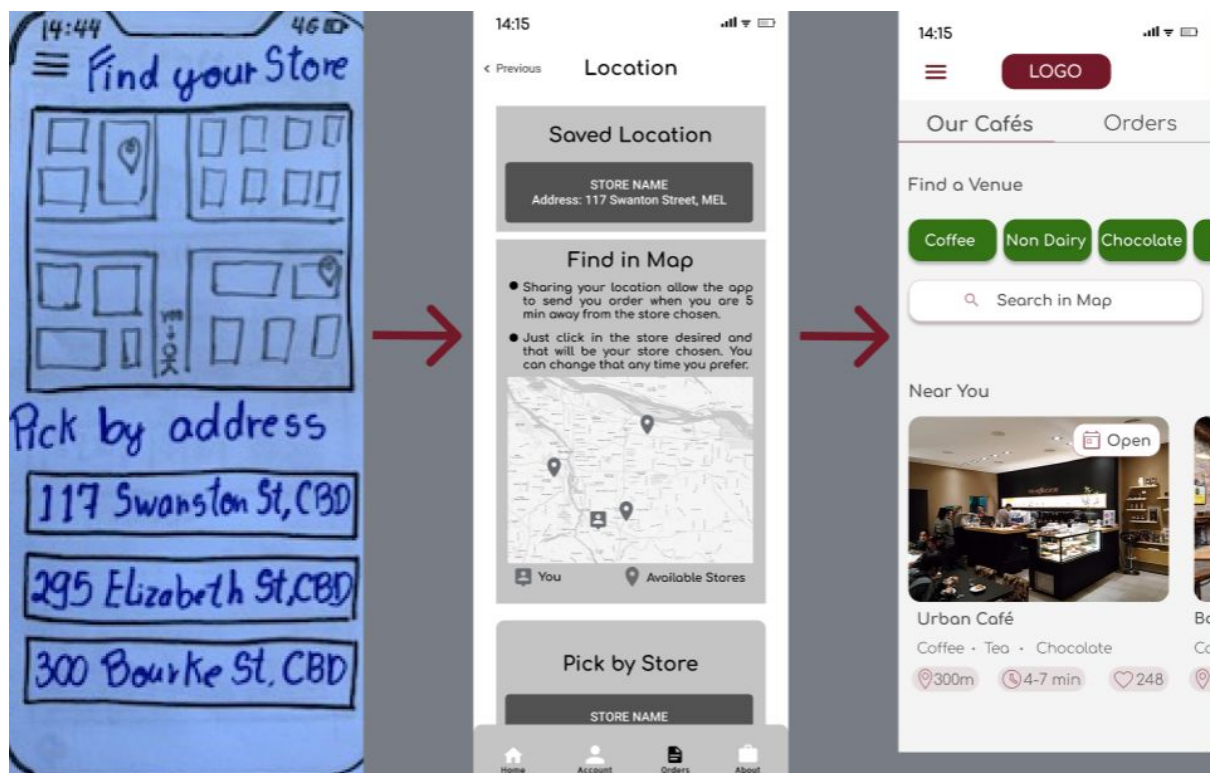 14:44
4G
Find your Store
you
Pick by address
117 Swanston St, CBD
295 Elizabeth St, CBD
300 Bourke St, CBD
14:15
< Previous
Location
Saved Location
STORE NAME
Address: 117 Swanton Street, MEL
Find in Map
Sharing your location allow the app
to send you order when you are 5
min away from the store chosen.
Just click in the store desired and
that will be your store chosen. You
can change that any time you prefer.
You
Available Stores
Pick by Store
STORE NAME
Home
Account
Orders
About
14:15
LOGO
Our Cafés
Orders
Find a Venue
Coffee
Non Dairy
Chocolate
Search in Map
Near You
Open
Urban Café
Ba
Coffee • Tea • Chocolate
Co
300m
4-7 min
248